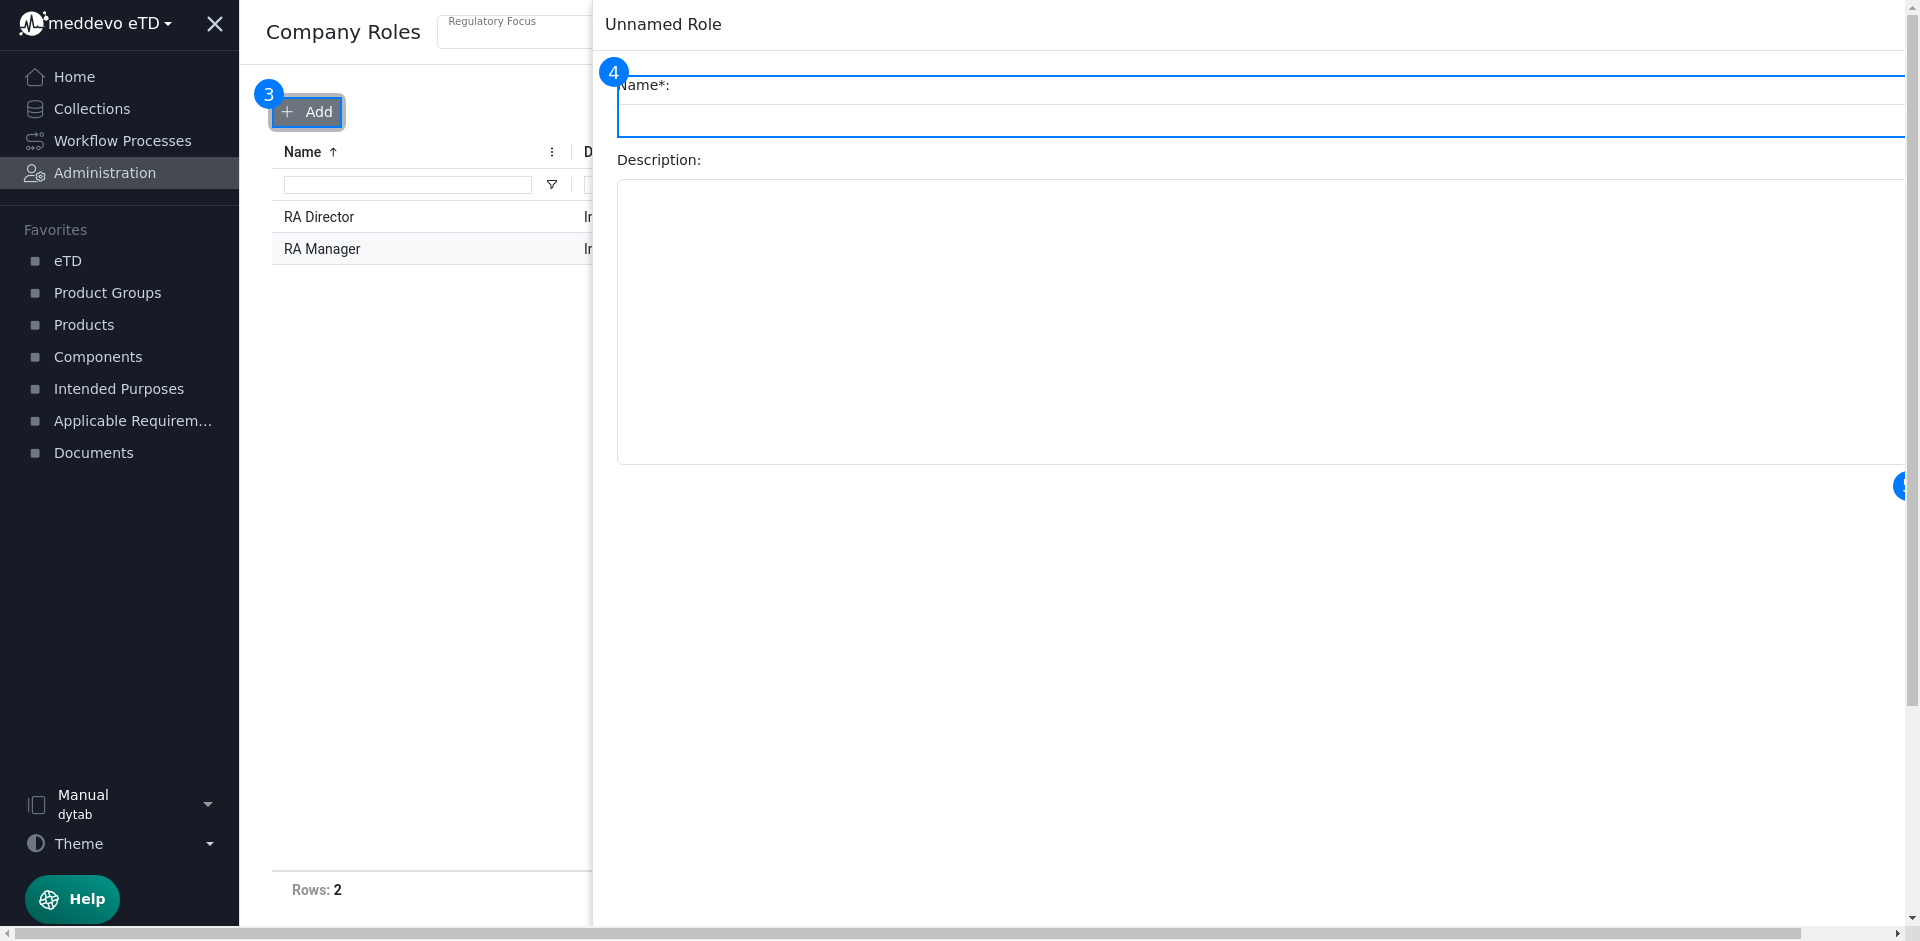 meddevo eTD
Home
Collections
Workflow Processes
Administration
Favorites
eTD
Product Groups
Products
Components
Intended Purposes
Applicable Requirem...
Documents
Manual
dytab
Theme
Help
Company Roles
Regulatory Focus
3
Add
Name
D
RA Director
In
RA Manager
In
Rows: 2
Unnamed Role
4
Name*:
Description: